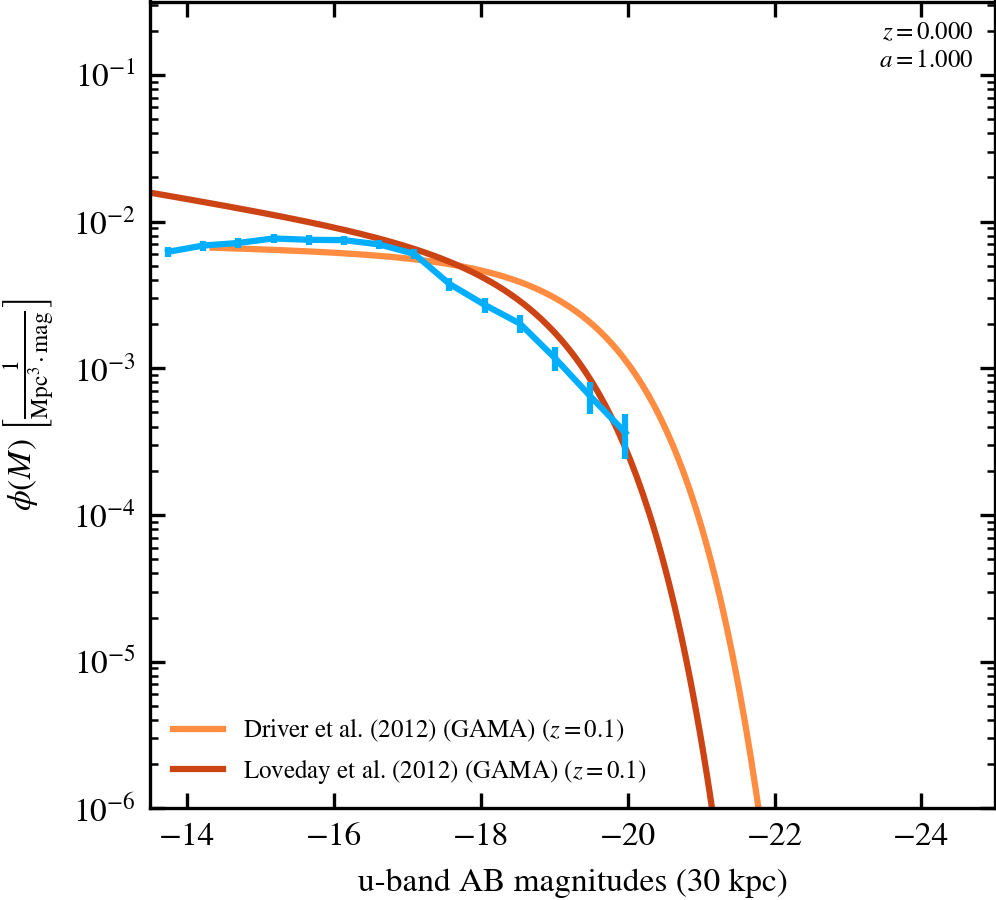 z = 0.000
a = 1.000
10⁻¹
10⁻²
10⁻³
10⁻⁴
10⁻⁵
10⁻⁶
ϕ(M) [1 / Mpc³ · mag]
Driver et al. (2012) (GAMA) (z = 0.1)
Loveday et al. (2012) (GAMA) (z = 0.1)
−14 −16 −18 −20 −22 −24
u-band AB magnitudes (30 kpc)